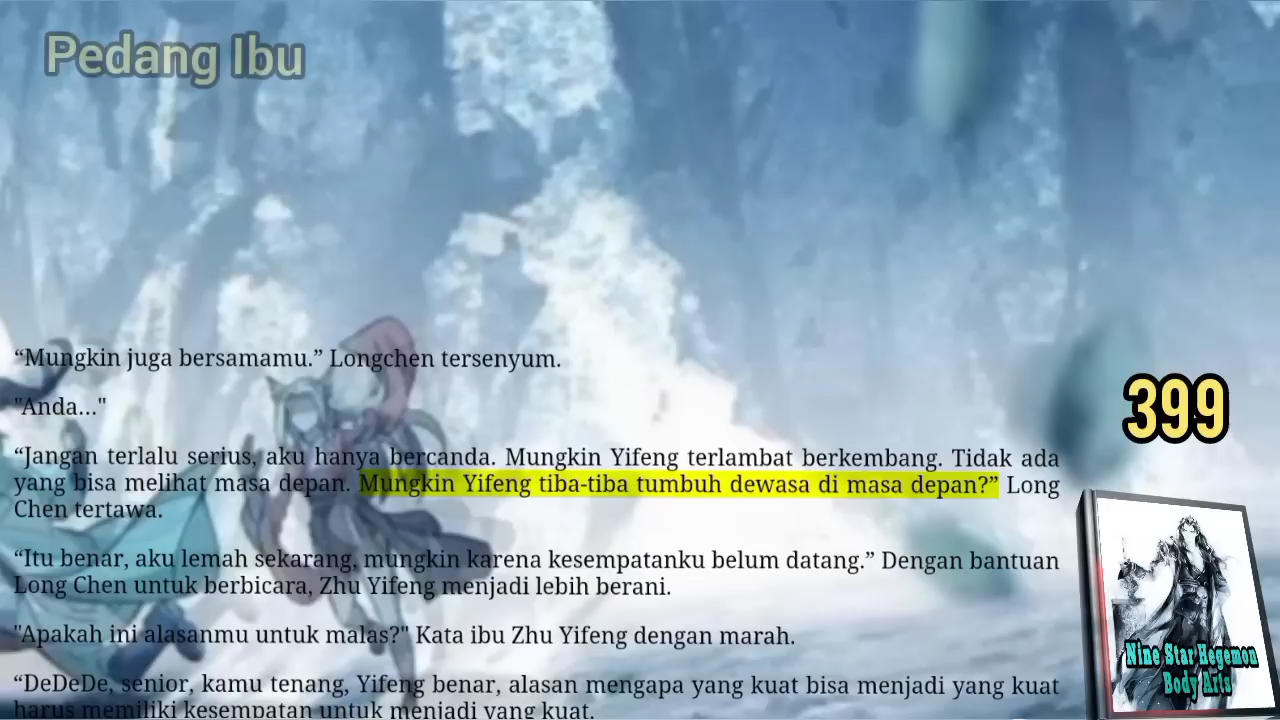 Pedang Ibu
“Mungkin juga bersamamu.” Longchen tersenyum.
"Anda..."
“Jangan terlalu serius, aku hanya bercanda. Mungkin Yifeng terlambat berkembang. Tidak ada
yang bisa melihat masa depan. Mungkin Yifeng tiba-tiba tumbuh dewasa di masa depan?” Long
Chen tertawa.
“Itu benar, aku lemah sekarang, mungkin karena kesempatanku belum datang.” Dengan bantuan
Long Chen untuk berbicara, Zhu Yifeng menjadi lebih berani.
"Apakah ini alasanmu untuk malas?" Kata ibu Zhu Yifeng dengan marah.
“DeDeDe, senior, kamu tenang, Yifeng benar, alasan mengapa yang kuat bisa menjadi yang kuat
harus memiliki kesempatan untuk menjadi yang kuat.
399
Nine Star Hegemon
Body Arts